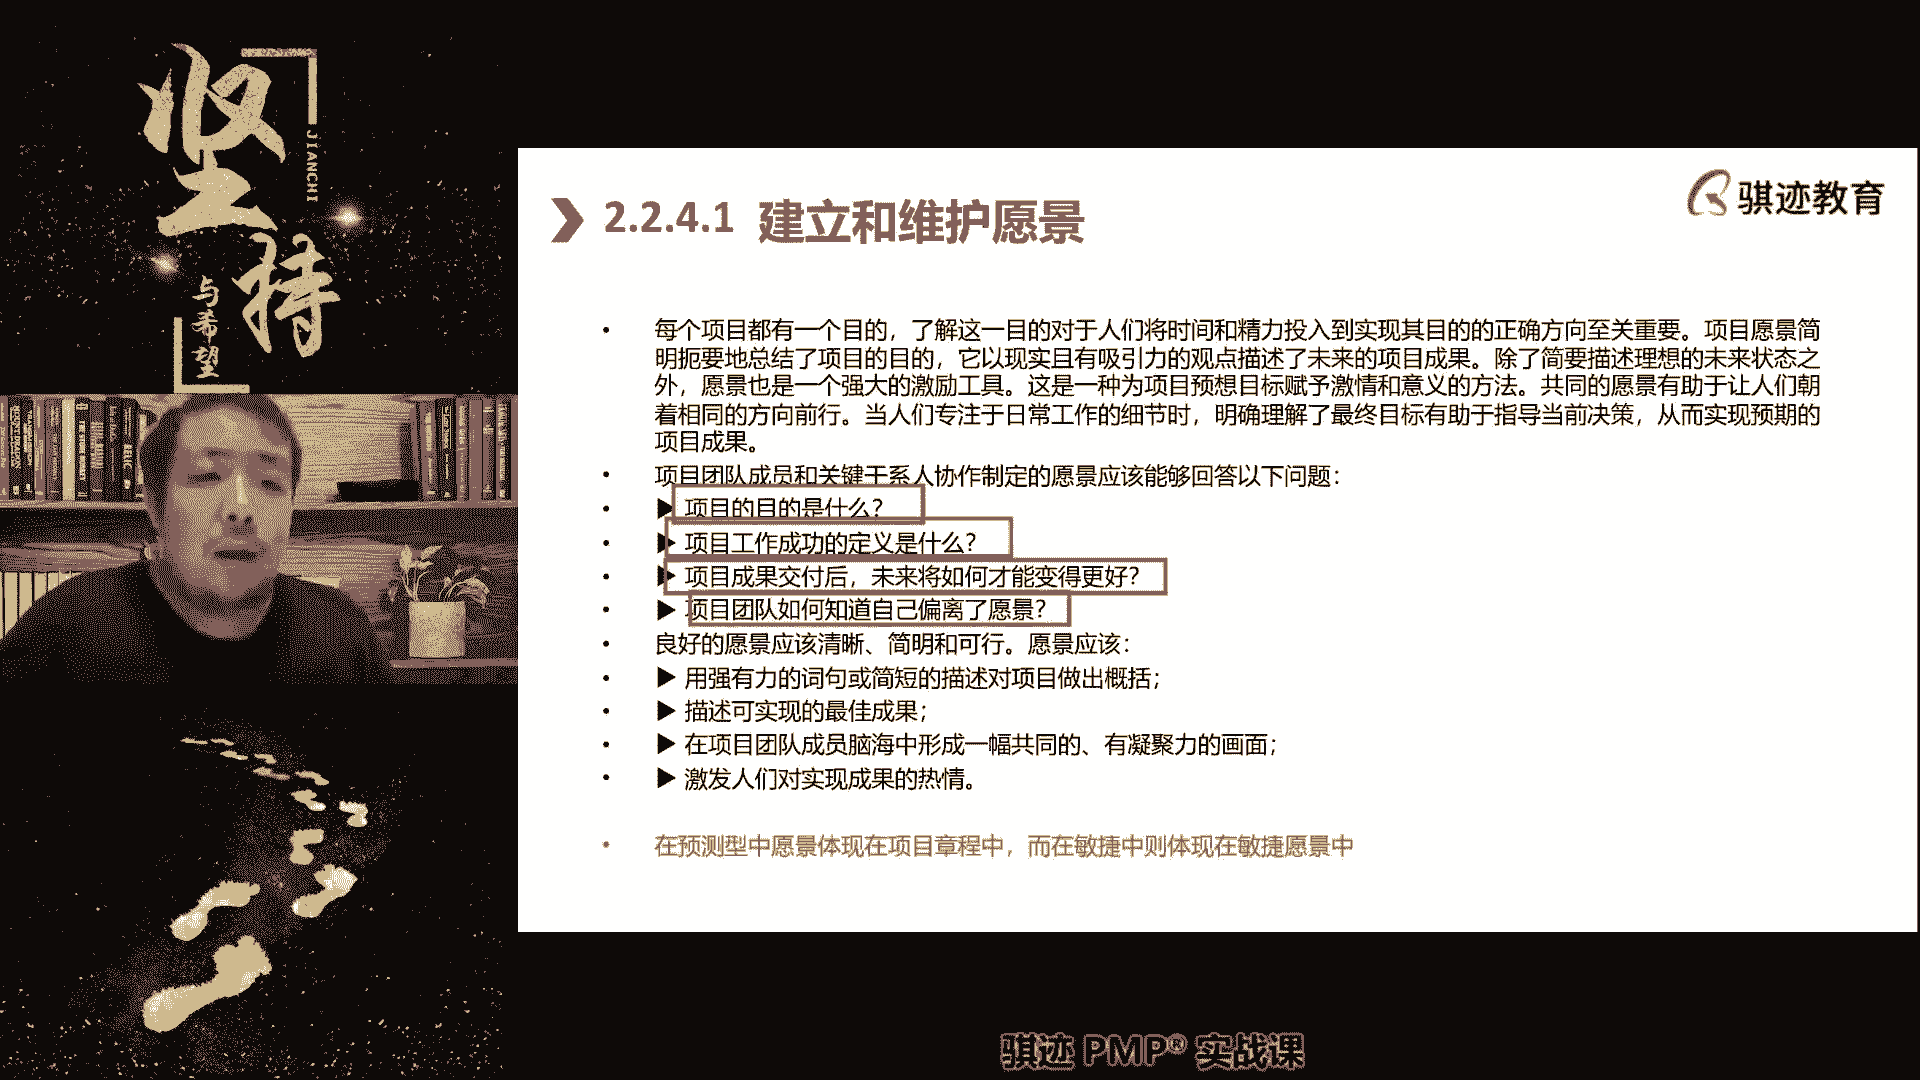 坚持
JIANCHI
与希望
骐迹教育
2.2.4.1 建立和维护愿景
• 每个项目都有一个目的，了解这一目的对于人们将时间和精力投入到实现其目的的正确方向至关重要。项目愿景简
明扼要地总结了项目的目的，它以现实且有吸引力的观点描述了未来的项目成果。除了简要描述理想的未来状态之
外，愿景也是一个强大的激励工具。这是一种为项目预想目标赋予激情和意义的方法。共同的愿景有助于让人们朝
着相同的方向前行。当人们专注于日常工作的细节时，明确理解了最终目标有助于指导当前决策，从而实现预期的
项目成果。
• 项目团队成员和关键干系人协作制定的愿景应该能够回答以下问题：
• ▶ 项目的目的是什么？
• ▶ 项目工作成功的定义是什么？
• ▶ 项目成果交付后，未来将如何才能变得更好？
• ▶ 项目团队如何知道自己偏离了愿景？
• 良好的愿景应该清晰、简明和可行。愿景应该：
• ▶ 用强有力的词句或简短的描述对项目做出概括；
• ▶ 描述可实现的最佳成果；
• ▶ 在项目团队成员脑海中形成一幅共同的、有凝聚力的画面；
• ▶ 激发人们对实现成果的热情。
• 在预测型中愿景体现在项目章程中，而在敏捷中则体现在敏捷愿景中
骐迹 PMP® 实战课